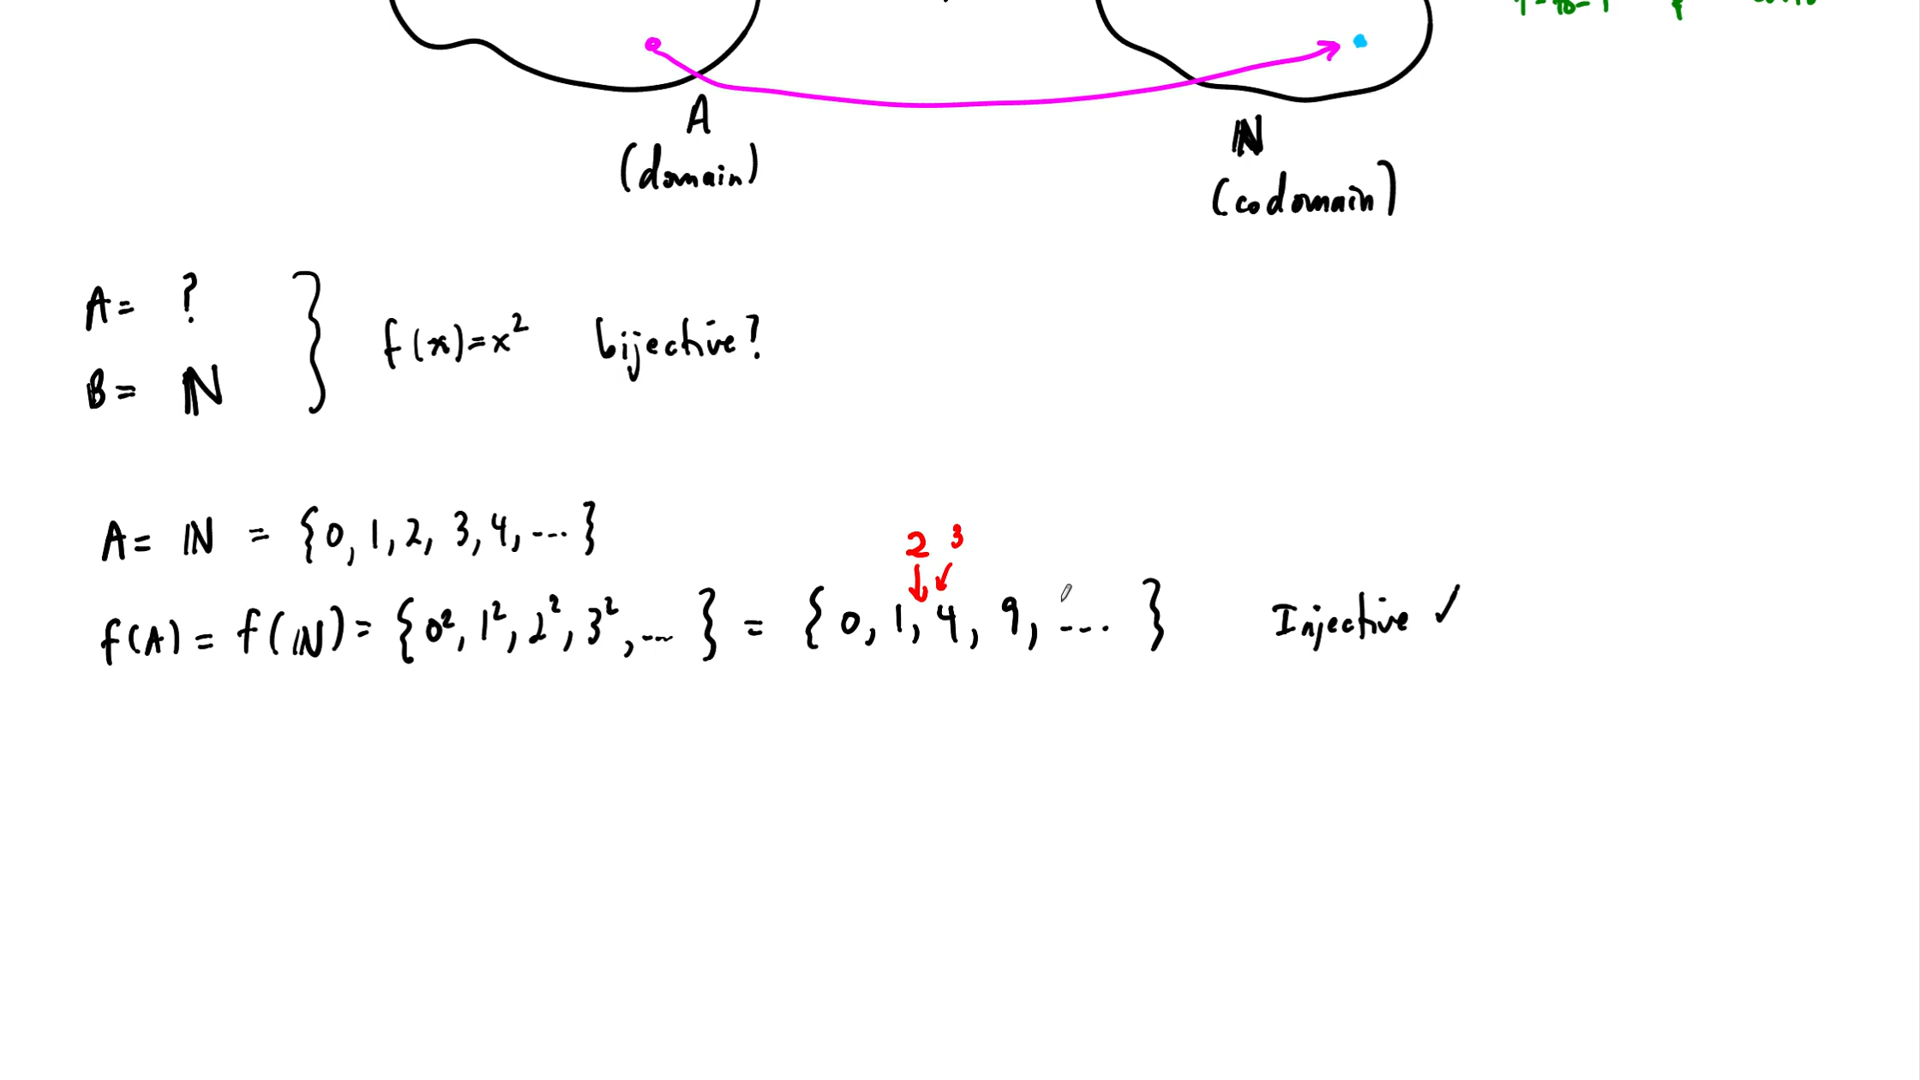 A
(domain)
N
(codomain)
A = ?
B = ℕ
f(x)=x² bijective?
A = ℕ = {0, 1, 2, 3, 4, ...}
2 3
f(A) = f(ℕ) = {0², 1², 2², 3², ...} = {0, 1, 4, 9, ...} Injective ✓